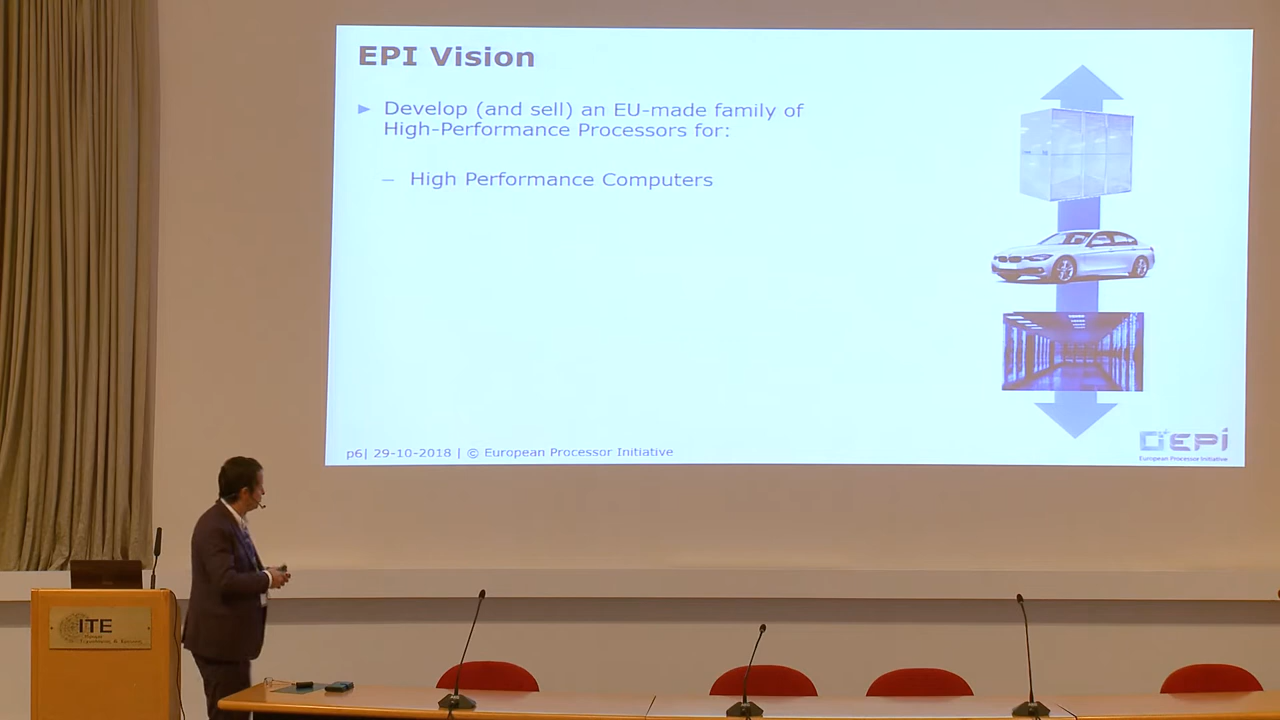 EPI Vision
► Develop (and sell) an EU-made family of
High-Performance Processors for:
– High Performance Computers
p6| 29-10-2018 | © European Processor Initiative
EPI
European Processor Initiative
ITE